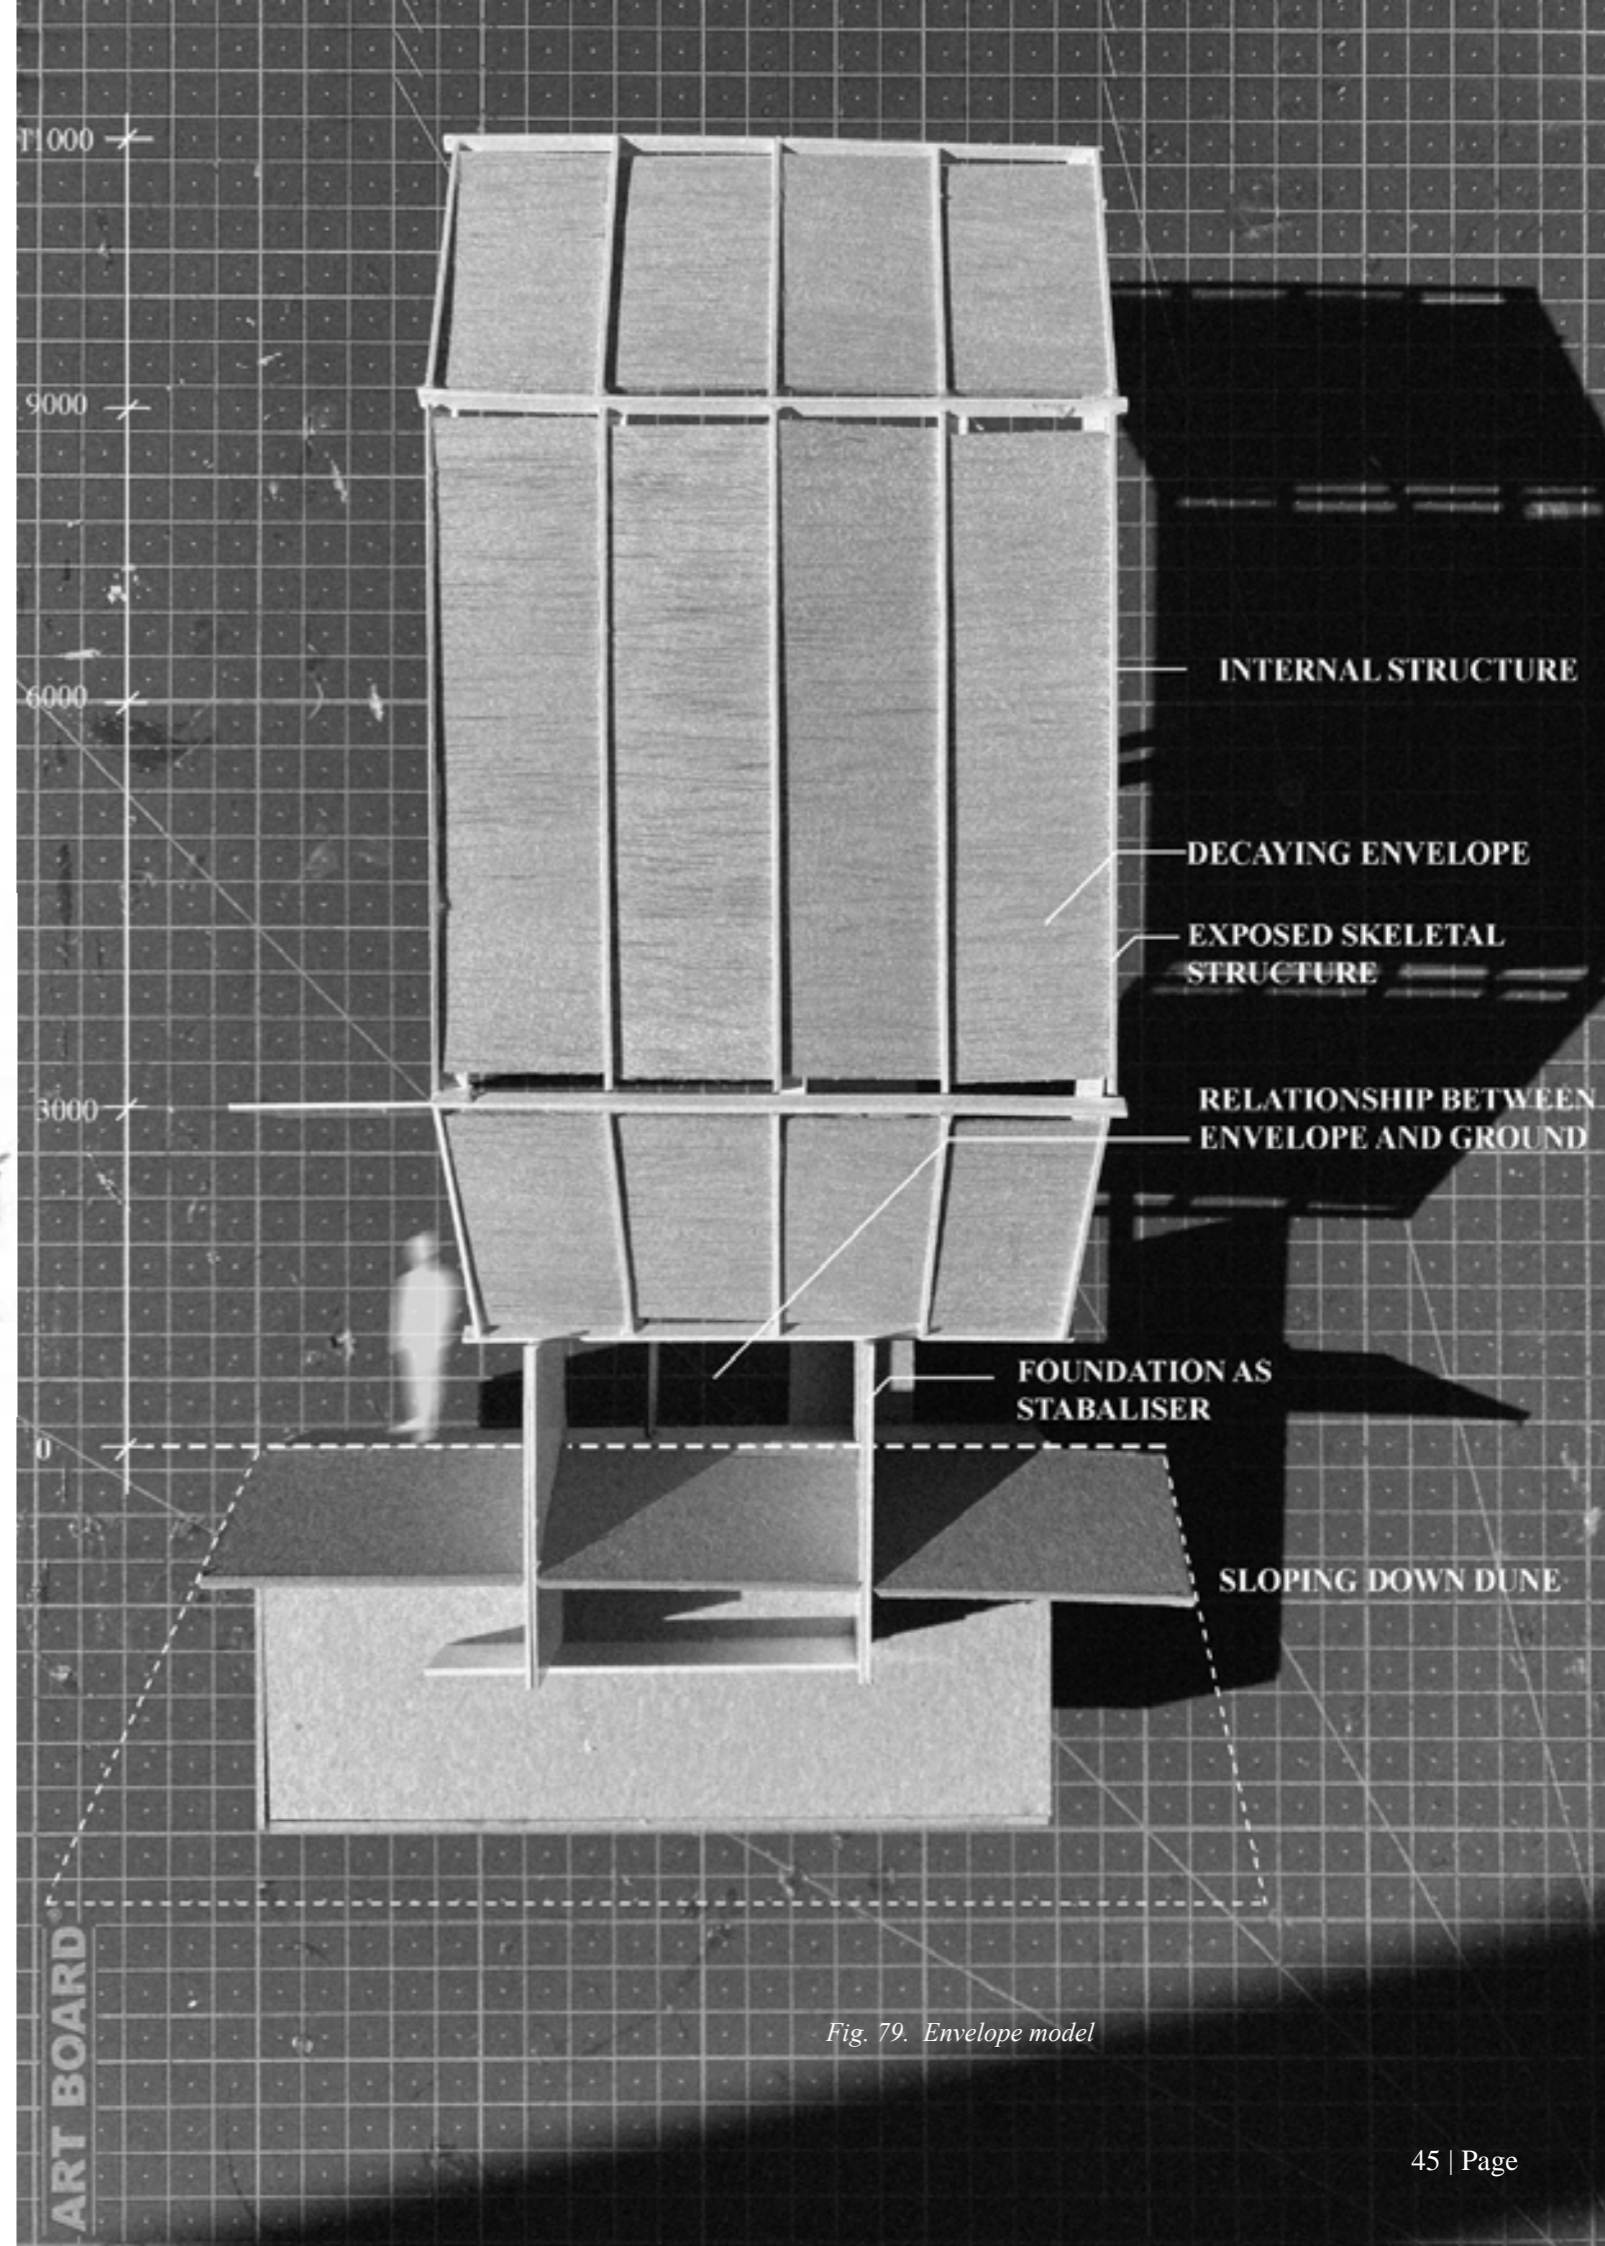 11000
9000
6000
INTERNAL STRUCTURE
DECAYING ENVELOPE
EXPOSED SKELETAL
STRUCTURE
3000
RELATIONSHIP BETWEEN
ENVELOPE AND GROUND
FOUNDATION AS
STABALISER
0
SLOPING DOWN DUNE
ART BOARD®
Fig. 79. Envelope model
45 | Page